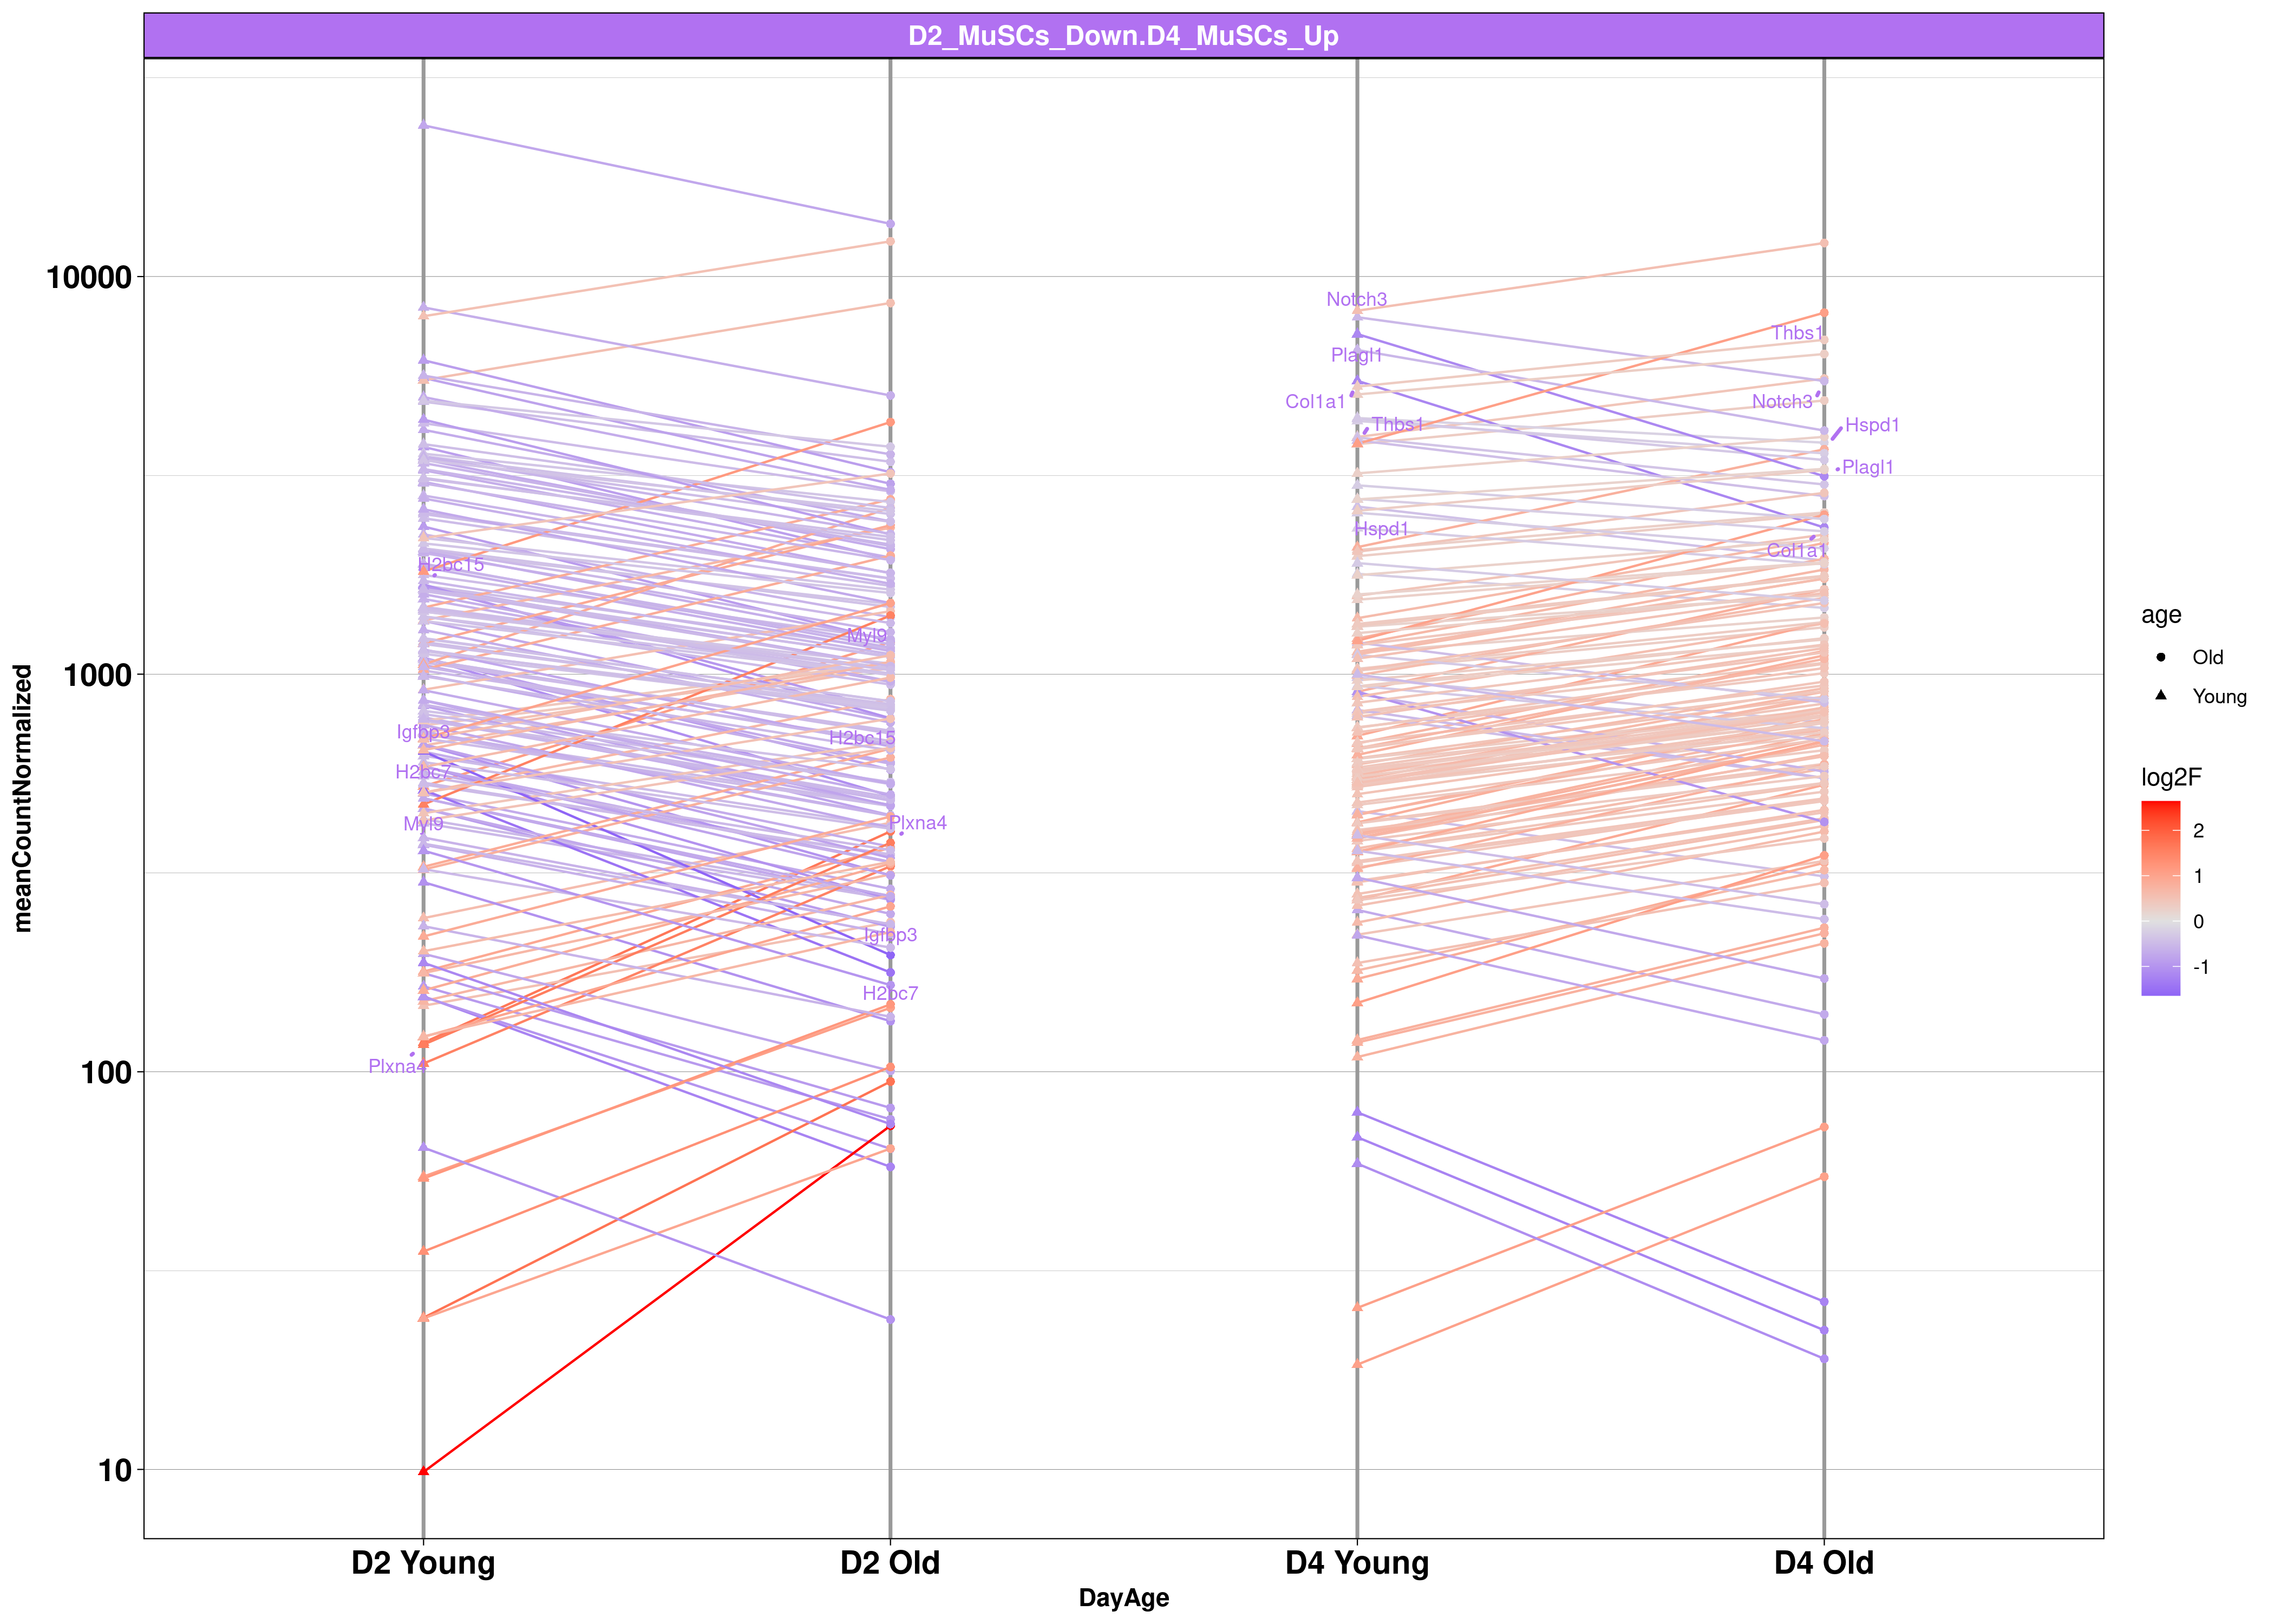 D2_MuSCs_Down.D4_MuSCs_Up
10000
Notch3
Thbs1
Plagl1
Col1a1
Notch3
Thbs1
Hspd1
Plagl1
Hspd1
Col1a1
H2bc15
Myl9
1000
Igfbp3
H2bc15
H2bc7
Myl9
Plxna4
Igfbp3
H2bc7
Plxna4
100
10
meanCountNormalized
D2 Young
D2 Old
D4 Young
D4 Old
DayAge
age
Old
Young
log2F
2
1
0
-1